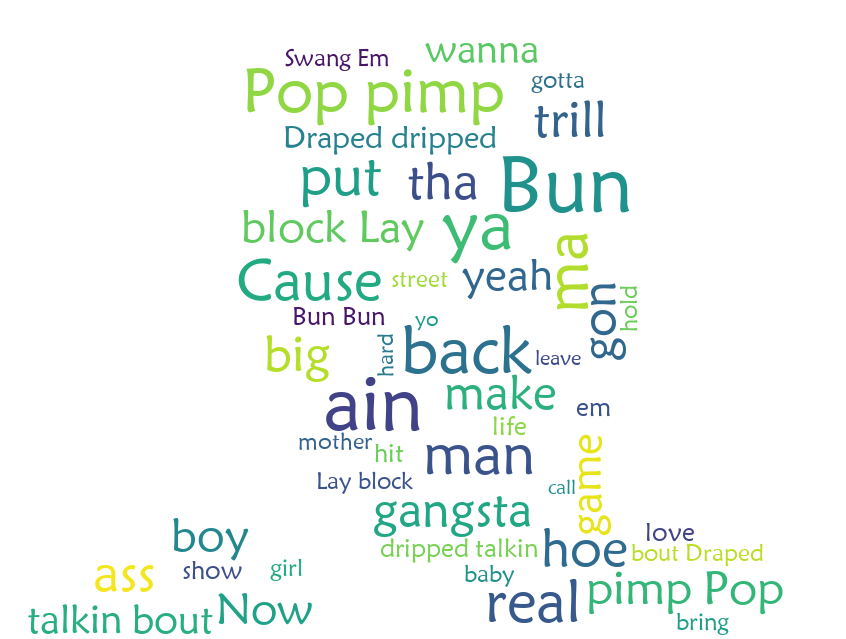 Swang Em
wanna
Pop pimp
gotta
trill
Draped dripped
put
tha
Bun
block Lay
ya
ma
Cause
street
yeah
gon
hold
Bun Bun
yo
big
hard
back
leave
ain
make
em
life
mother
hit
man
game
Lay block
call
gangsta
boy
love
dripped talkin
hoe
bout Draped
ass
show
girl
baby
pimp Pop
talkin bout
Now
real
bring